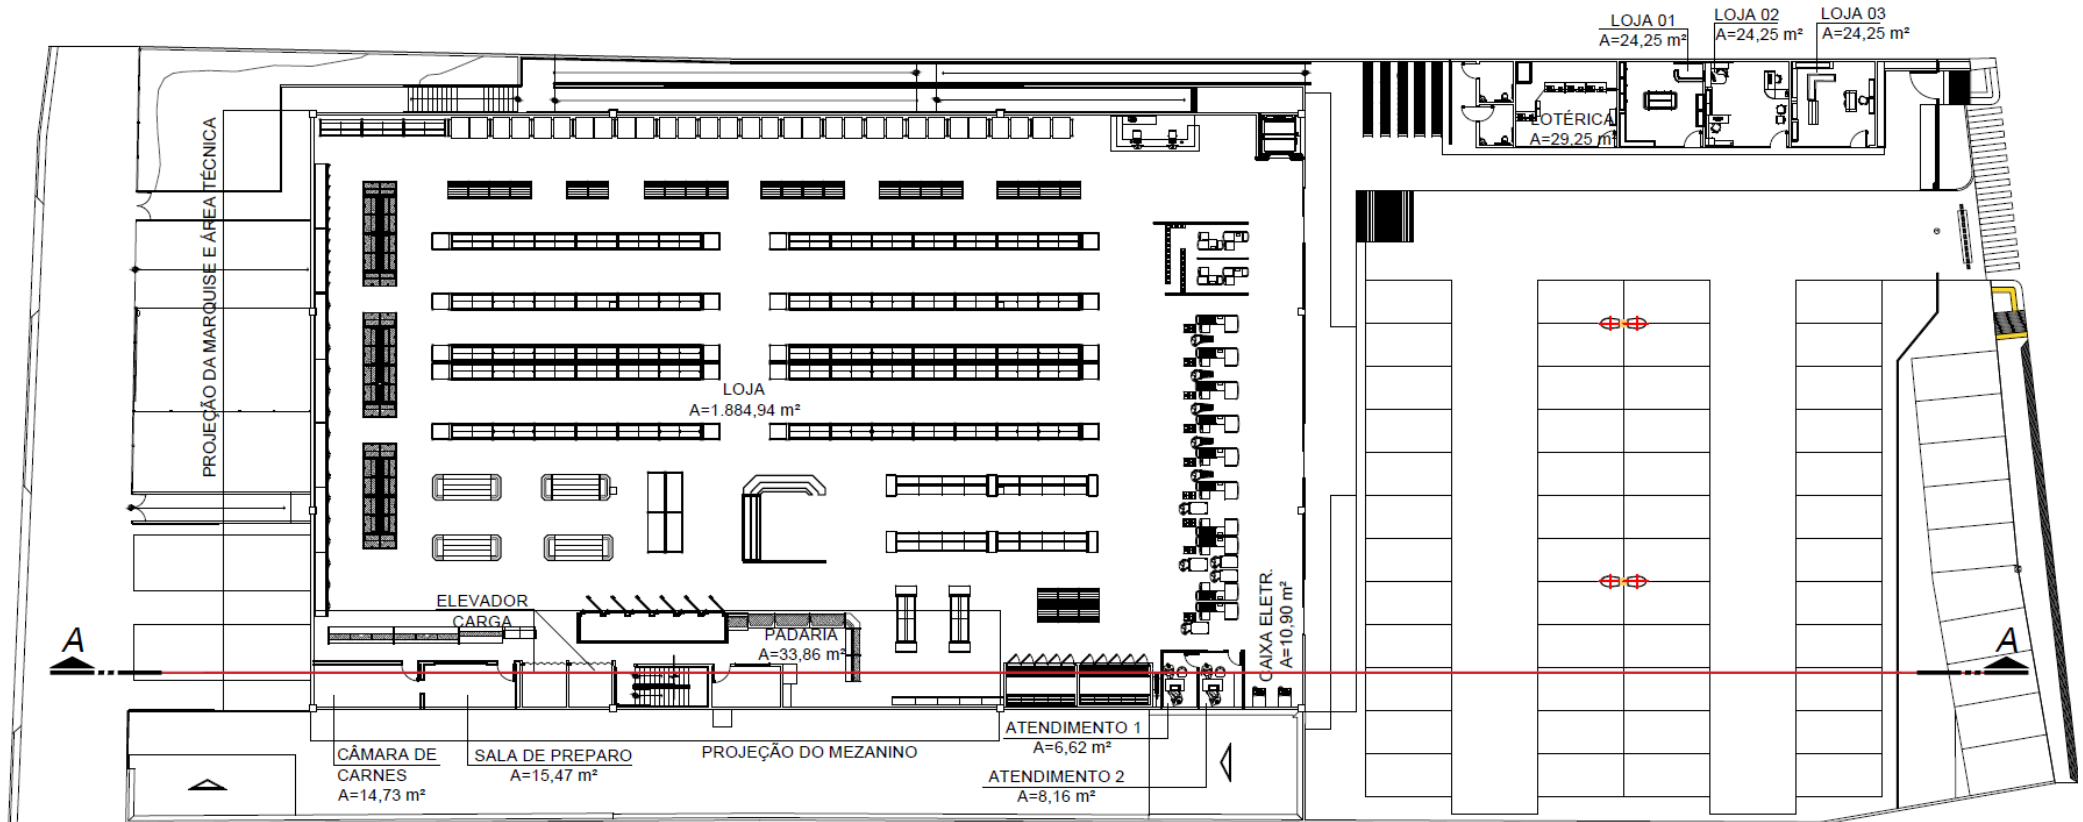 LOJA 01
A=24,25 m²
LOJA 02
A=24,25 m²
LOJA 03
A=24,25 m²
LOTÉRICA
A=29,25 m²
PROJEÇÃO DA MARQUISE E ÁREA TÉCNICA
LOJA
A=1.884,94 m²
ELEVADOR
CARGA
PADARIA
A=33,86 m²
CAIXA ELETR.
A=10,90 m²
A
A
CÂMARA DE
CARNES
A=14,73 m²
SALA DE PREPARO
A=15,47 m²
PROJEÇÃO DO MEZANINO
ATENDIMENTO 1
A=6,62 m²
ATENDIMENTO 2
A=8,16 m²